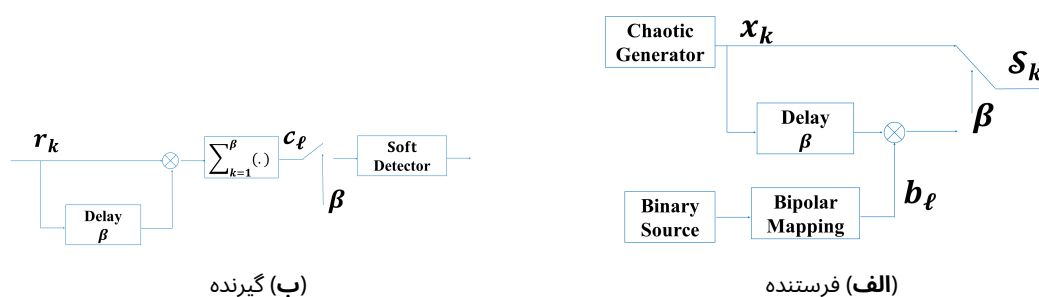 Chaotic
Generator
x_k
S_k
Delay
β
β
b_ℓ
Binary
Source
Bipolar
Mapping
(الف) فرستنده
r_k
∑_{k=1}^{β}(.)
c_ℓ
Soft
Detector
β
Delay
β
(ب) گیرنده